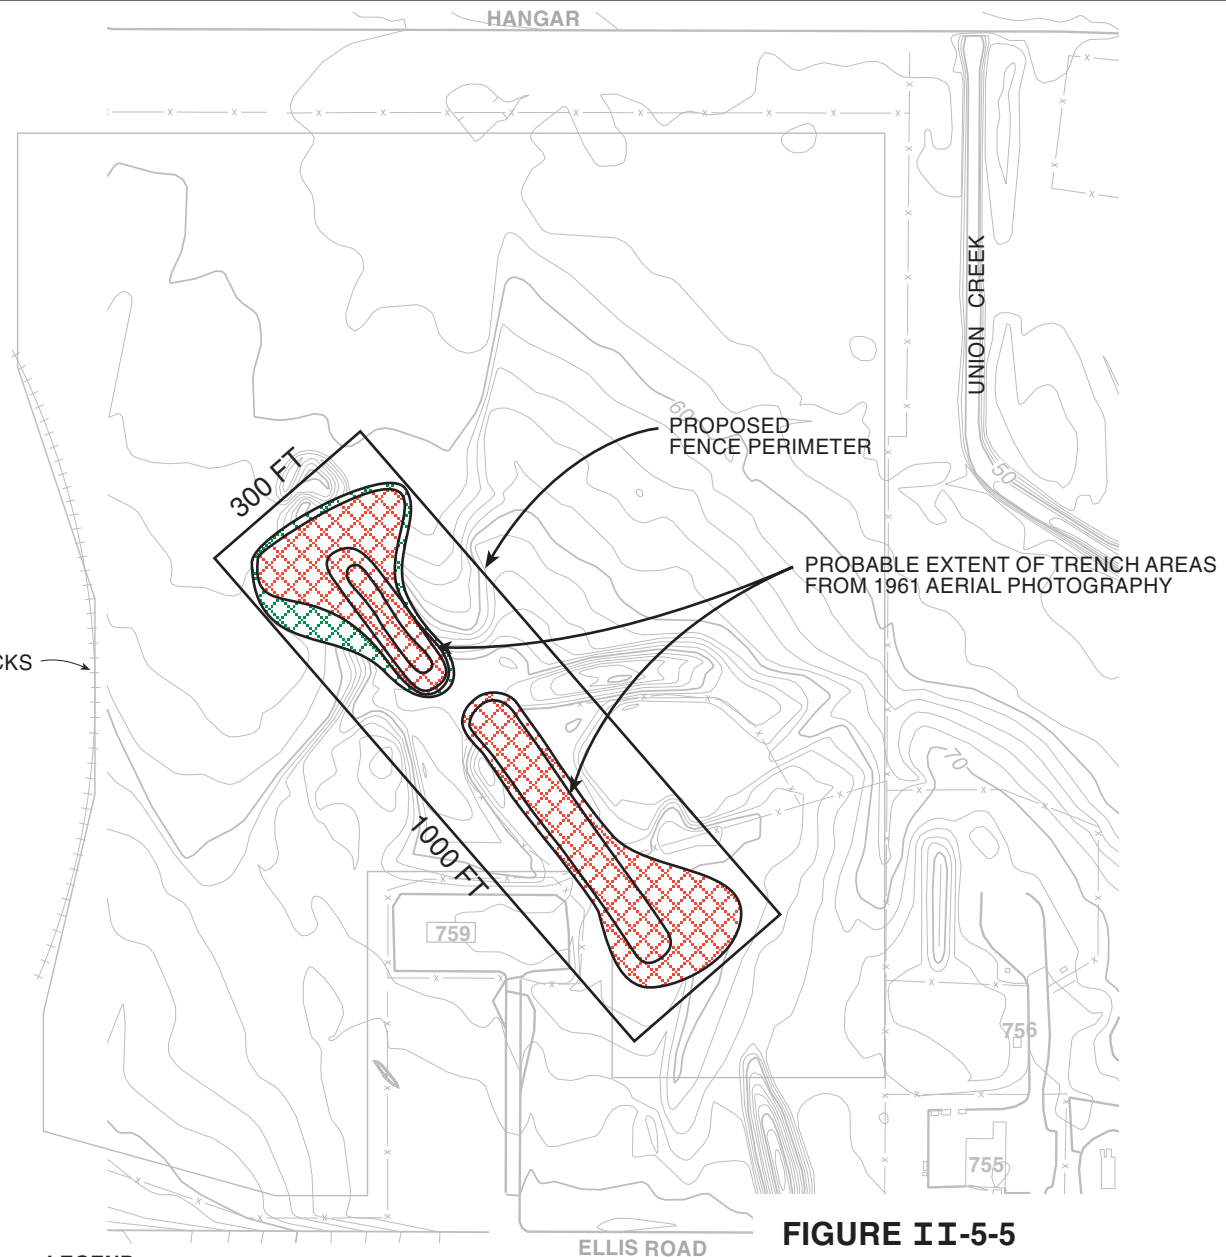 HANGAR
UNION CREEK
60
PROPOSED
FENCE PERIMETER
300 FT
50
PROBABLE EXTENT OF TRENCH AREAS
FROM 1961 AERIAL PHOTOGRAPHY
CKS
70
1000 FT
759
756
755
FIGURE II-5-5
ELLIS ROAD
LEGEND